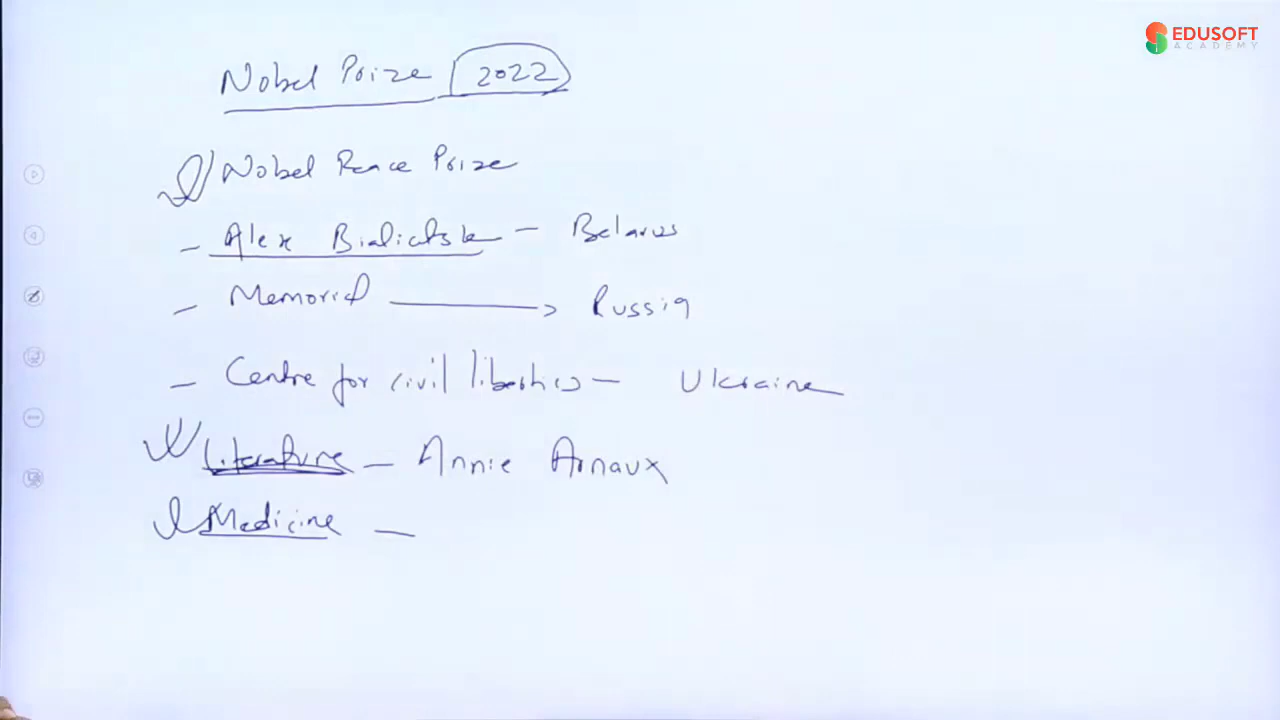 EDUSOFT
ACADEMY
Nobel Prize 2022
Nobel Peace Prize
- Alex Bialiatsk - Belarus
- Memorial → Russia
- Centre for civil liberties - Ukraine
Literature - Annie Arnaux
Medicine -